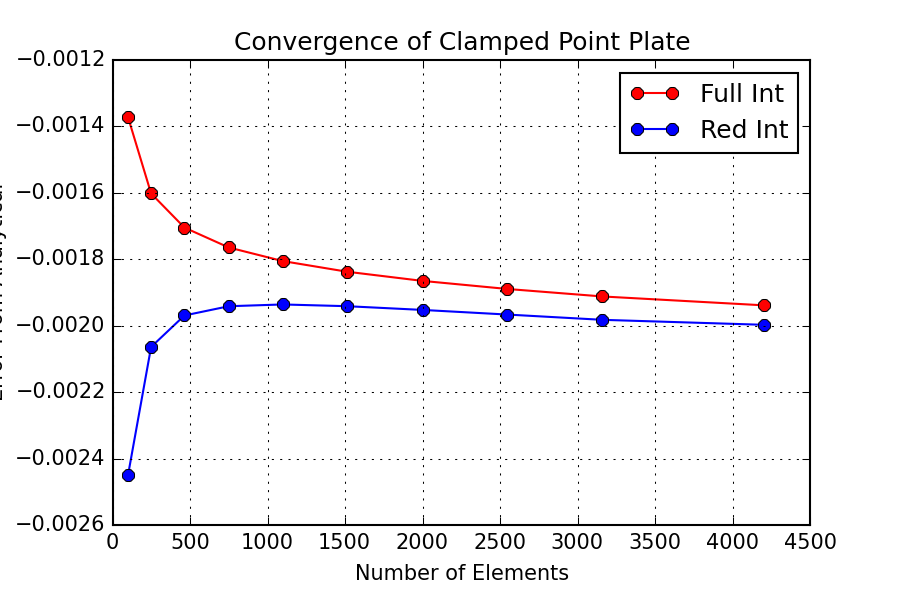 Convergence of Clamped Point Plate
−0.0012
−0.0014
−0.0016
−0.0018
−0.0020
−0.0022
−0.0024
−0.0026
Full Int
Red Int
0 500 1000 1500 2000 2500 3000 3500 4000 4500
Number of Elements